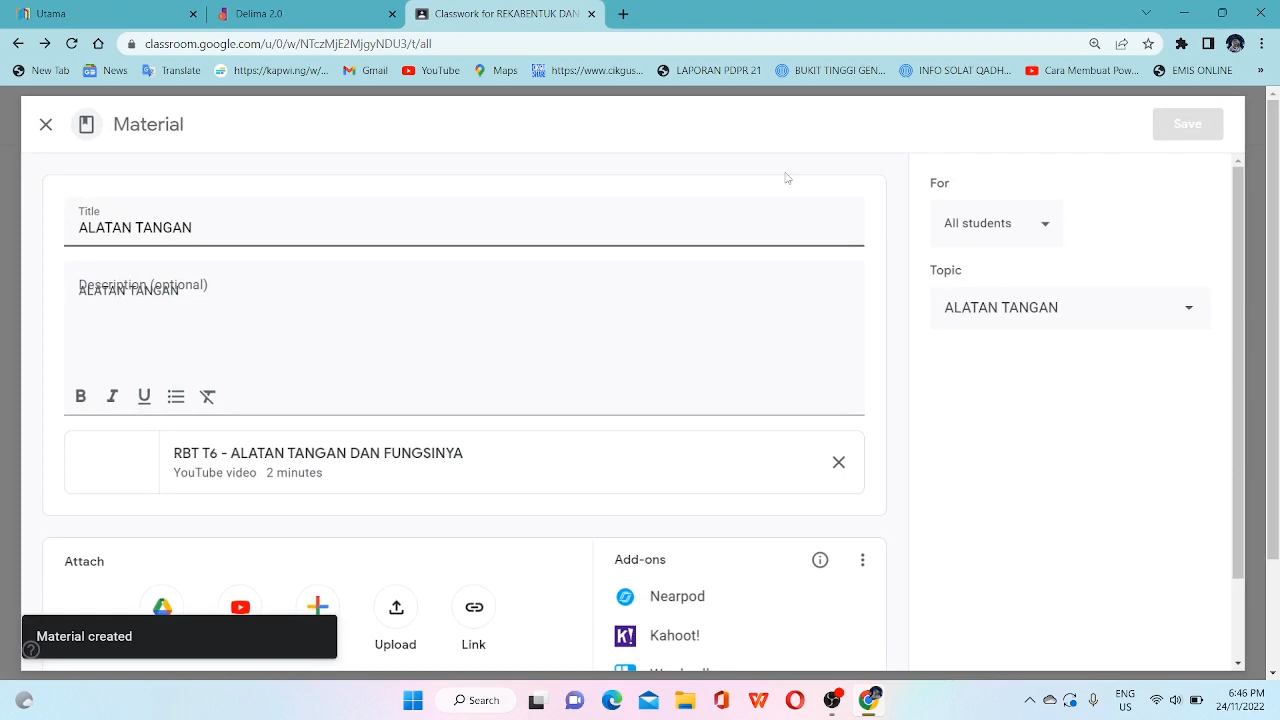 Utama
Delima 2.0
Classwork for REKABENTUK DAN
classroom.google.com/u/0/w/NTczMjE2MjgyNDU3/t/all
New Tab
News
Translate
https://wayang.cik...
Gmail
YouTube
Maps
https://www.cikgus...
LAPORAN PDPR 21
BUKIT TINGGI GEN...
INFO SOLAT QADH...
Cara Membuat Pow...
EMIS ONLINE
Material
Save
Title
ALATAN TANGAN
Description (optional)
ALATAN TANGAN
B I U
RBT T6 - ALATAN TANGAN DAN FUNGSINYA
YouTube video 2 minutes
For
All students
Topic
ALATAN TANGAN
Attach
Upload
Link
Add-ons
Nearpod
K! Kahoot!
Material created
Search
ENG
US
6:46 PM
24/11/2022